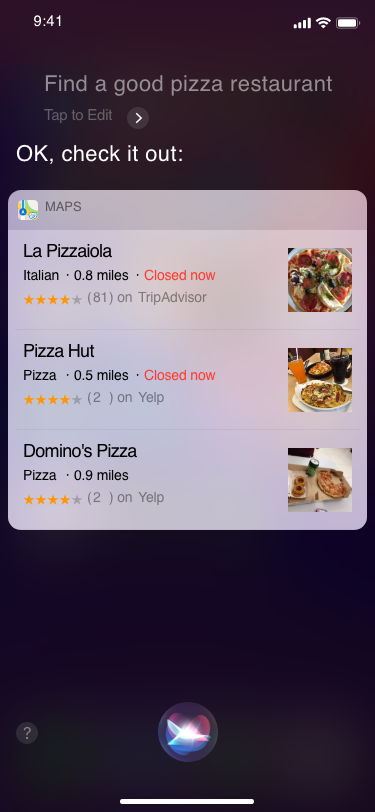 9:41
Find a good pizza restaurant
Tap to Edit
OK, check it out:
MAPS
La Pizzaiola
Italian · 0.8 miles · Closed now
(81) on TripAdvisor
Pizza Hut
Pizza · 0.5 miles · Closed now
(2 ) on Yelp
Domino's Pizza
Pizza · 0.9 miles
(2 ) on Yelp
?